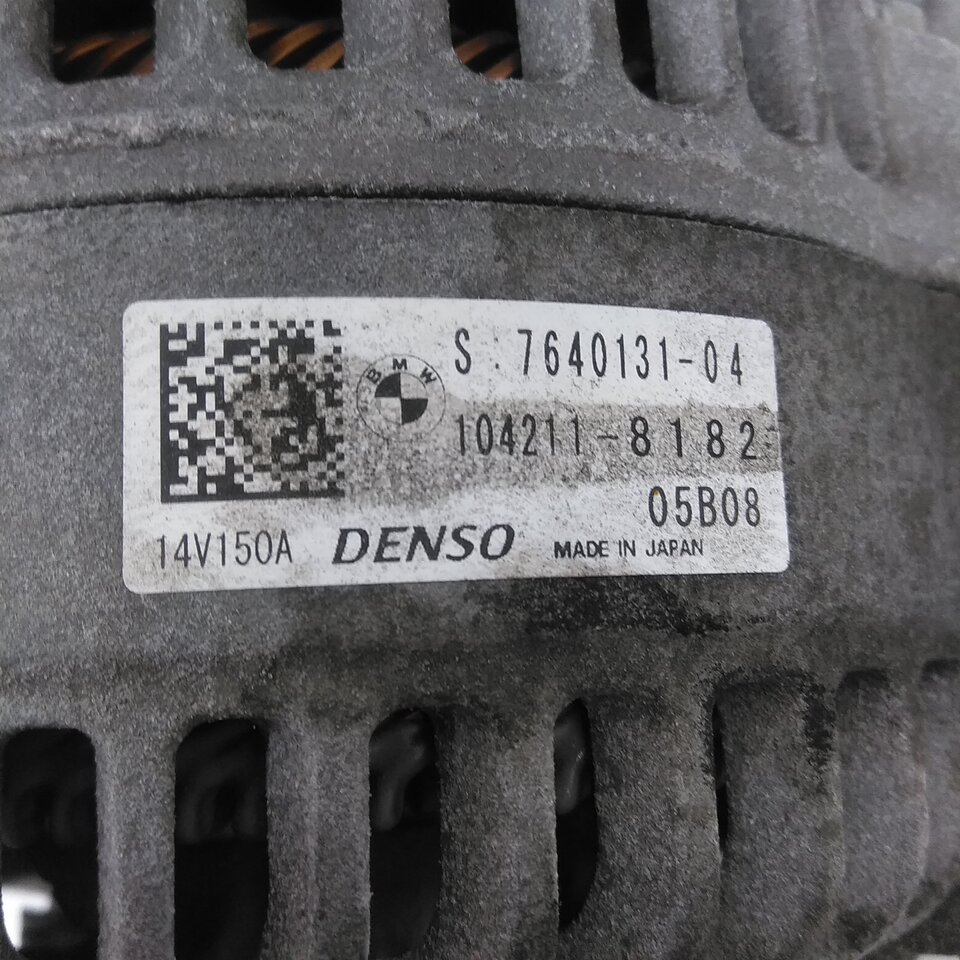 BMW
S.7640131-04
104211-8182
05B08
14V150A DENSO MADE IN JAPAN